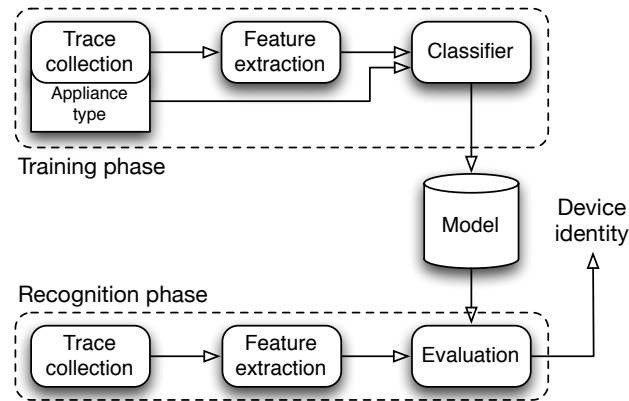 Trace
collection
Feature
extraction
Classifier
Appliance
type
Training phase
Model
Device
identity
Recognition phase
Trace
collection
Feature
extraction
Evaluation